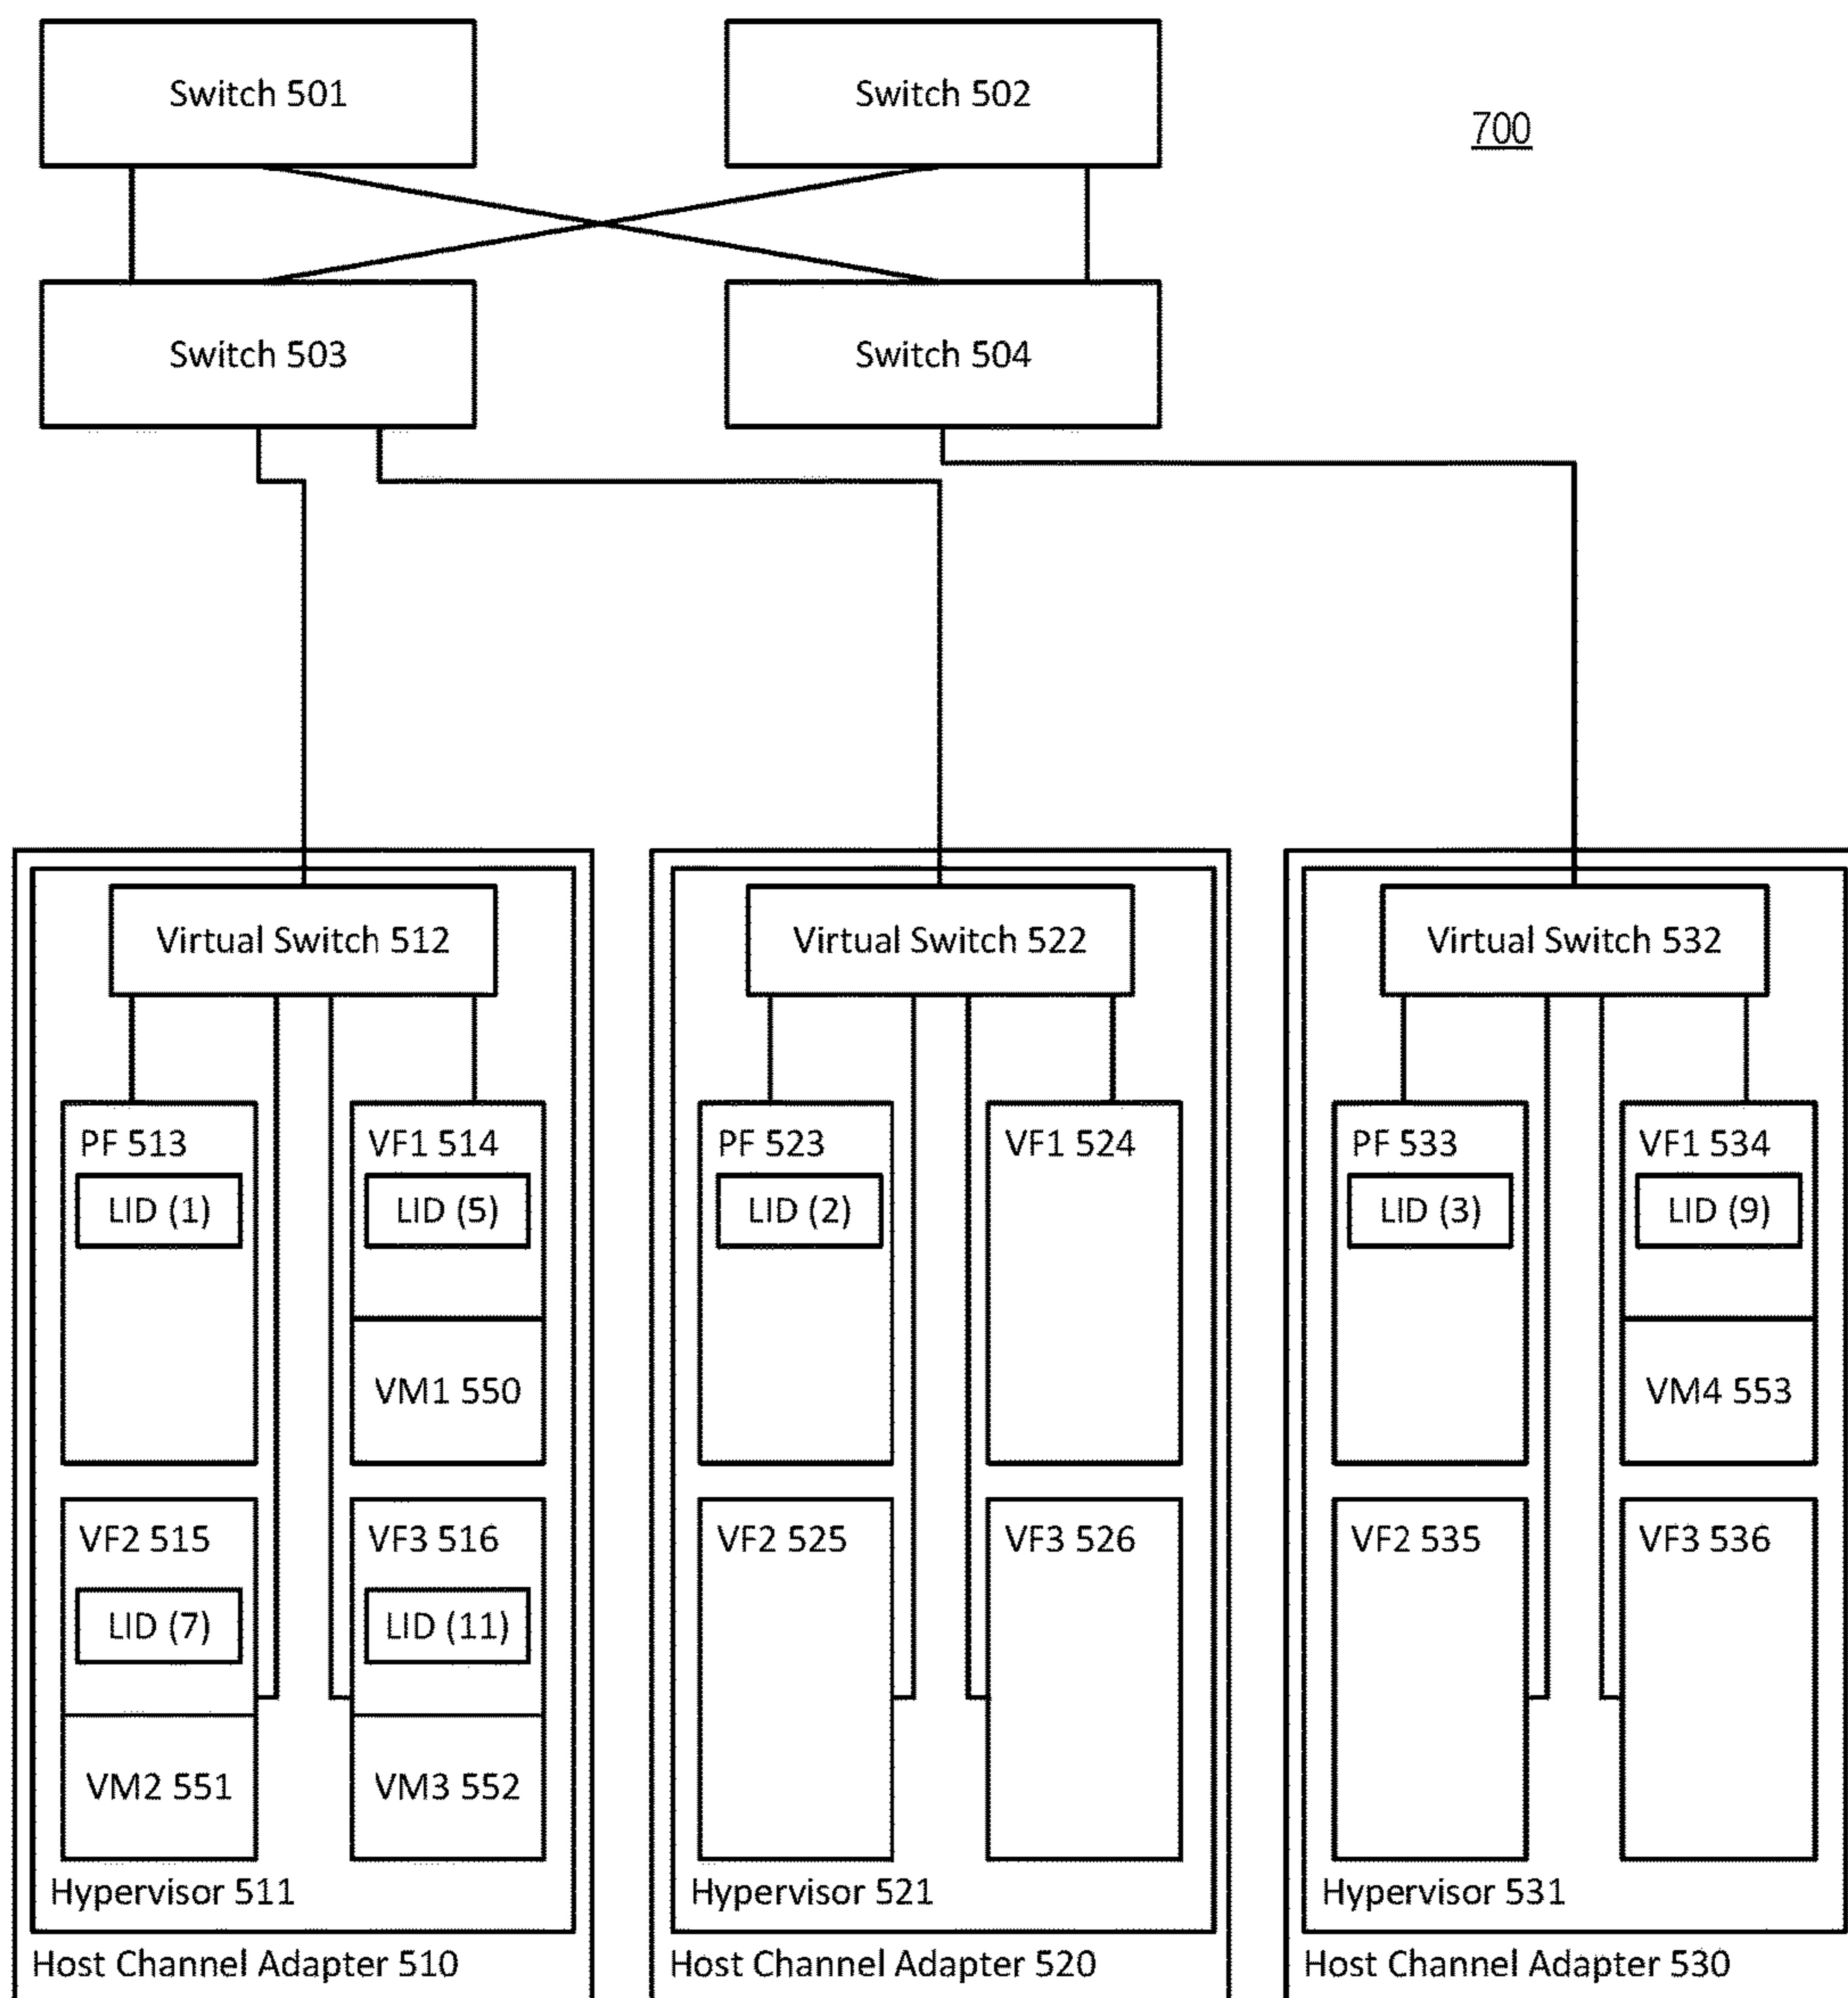 Switch 501
Switch 502
700
Switch 503
Switch 504
Virtual Switch 512
Virtual Switch 522
Virtual Switch 532
PF 513
LID (1)
VF1 514
LID (5)
VM1 550
PF 523
LID (2)
VF1 524
PF 533
LID (3)
VF1 534
LID (9)
VM4 553
VF2 515
LID (7)
VM2 551
VF3 516
LID (11)
VM3 552
VF2 525
VF3 526
VF2 535
VF3 536
Hypervisor 511
Hypervisor 521
Hypervisor 531
Host Channel Adapter 510
Host Channel Adapter 520
Host Channel Adapter 530